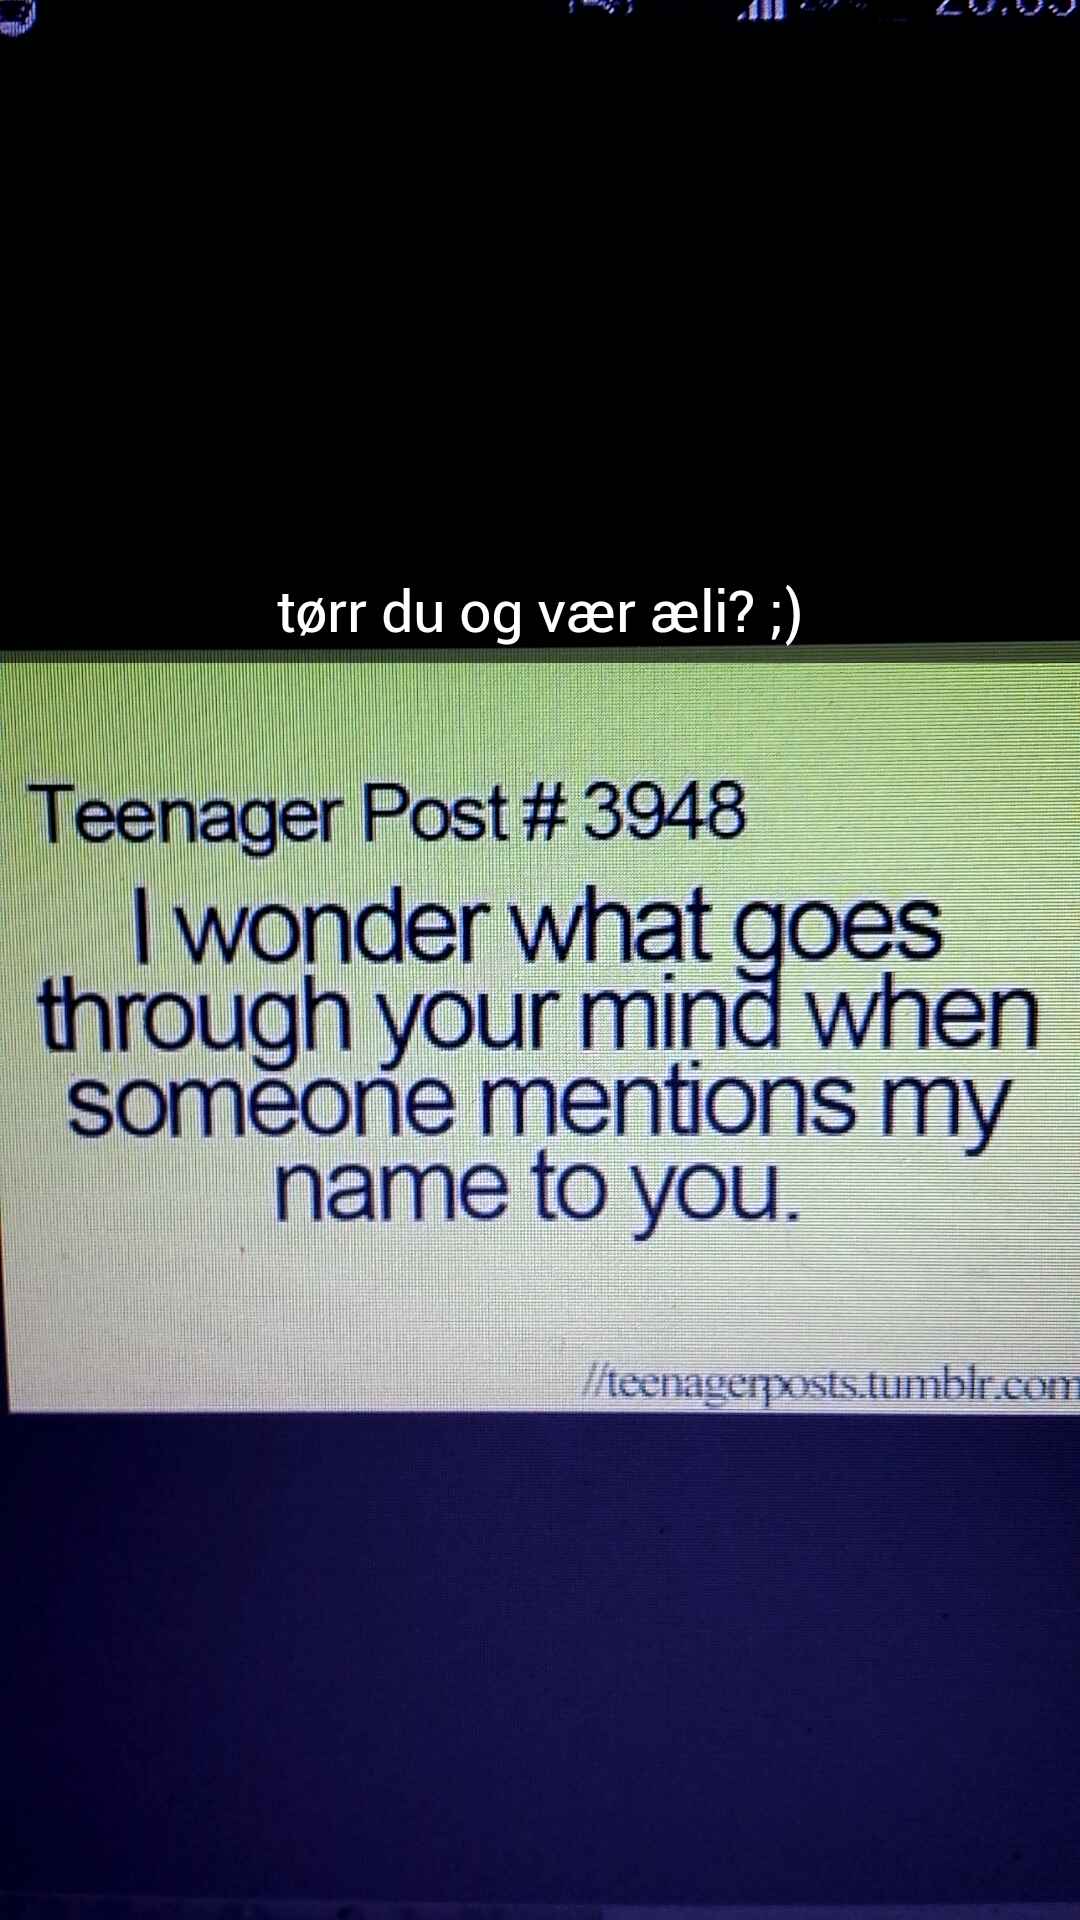 tørr du og vær æli? ;)
Teenager Post # 3948
I wonder what goes
through your mind when
someone mentions my
name to you.
//teenagerposts.tumblr.com